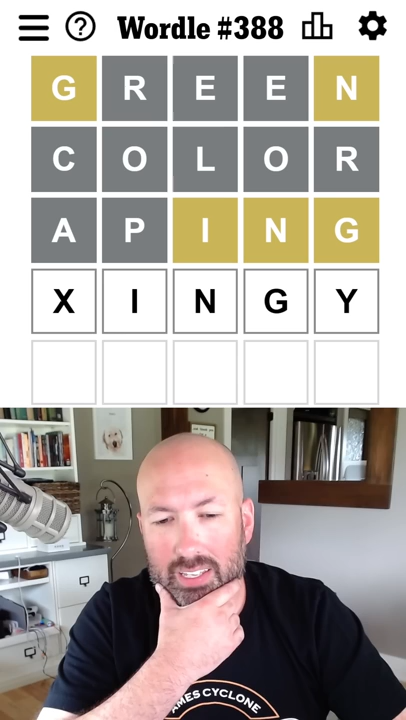 Wordle #388
G R E E N
C O L O R
A P I N G
X I N G Y
AMES CYCLONE